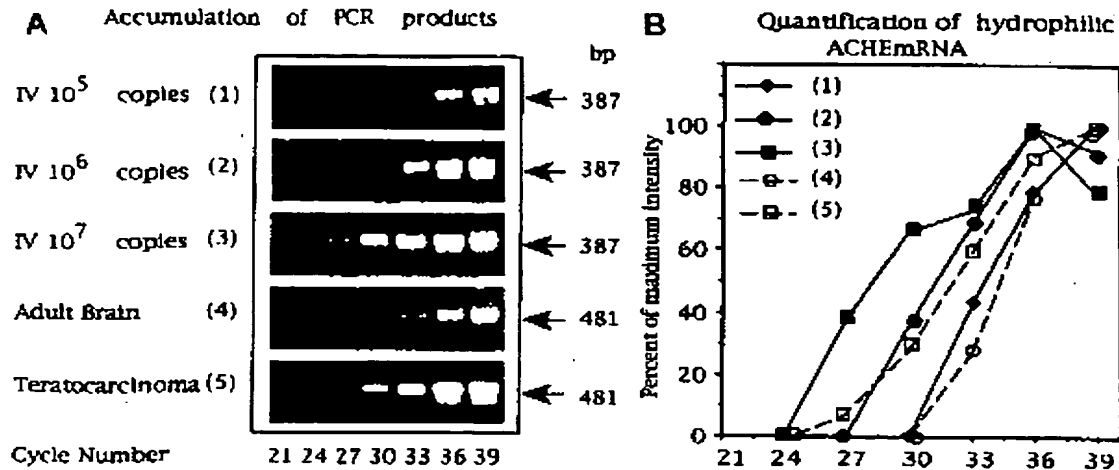 A Accumulation of PCR products
bp
IV 10^5 copies (1) 387
IV 10^6 copies (2) 387
IV 10^7 copies (3) 387
Adult Brain (4) 481
Teratocarcinoma (5) 481
Cycle Number 21 24 27 30 33 36 39
B Quantification of hydrophilic
ACHEmRNA
(1)
(2)
(3)
(4)
(5)
Percent of maximum intensity
100
80
60
40
20
0
21 24 27 30 33 36 39